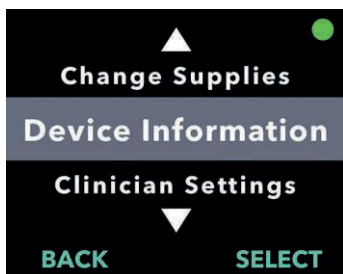 Change Supplies
Device Information
Clinician Settings
BACK SELECT